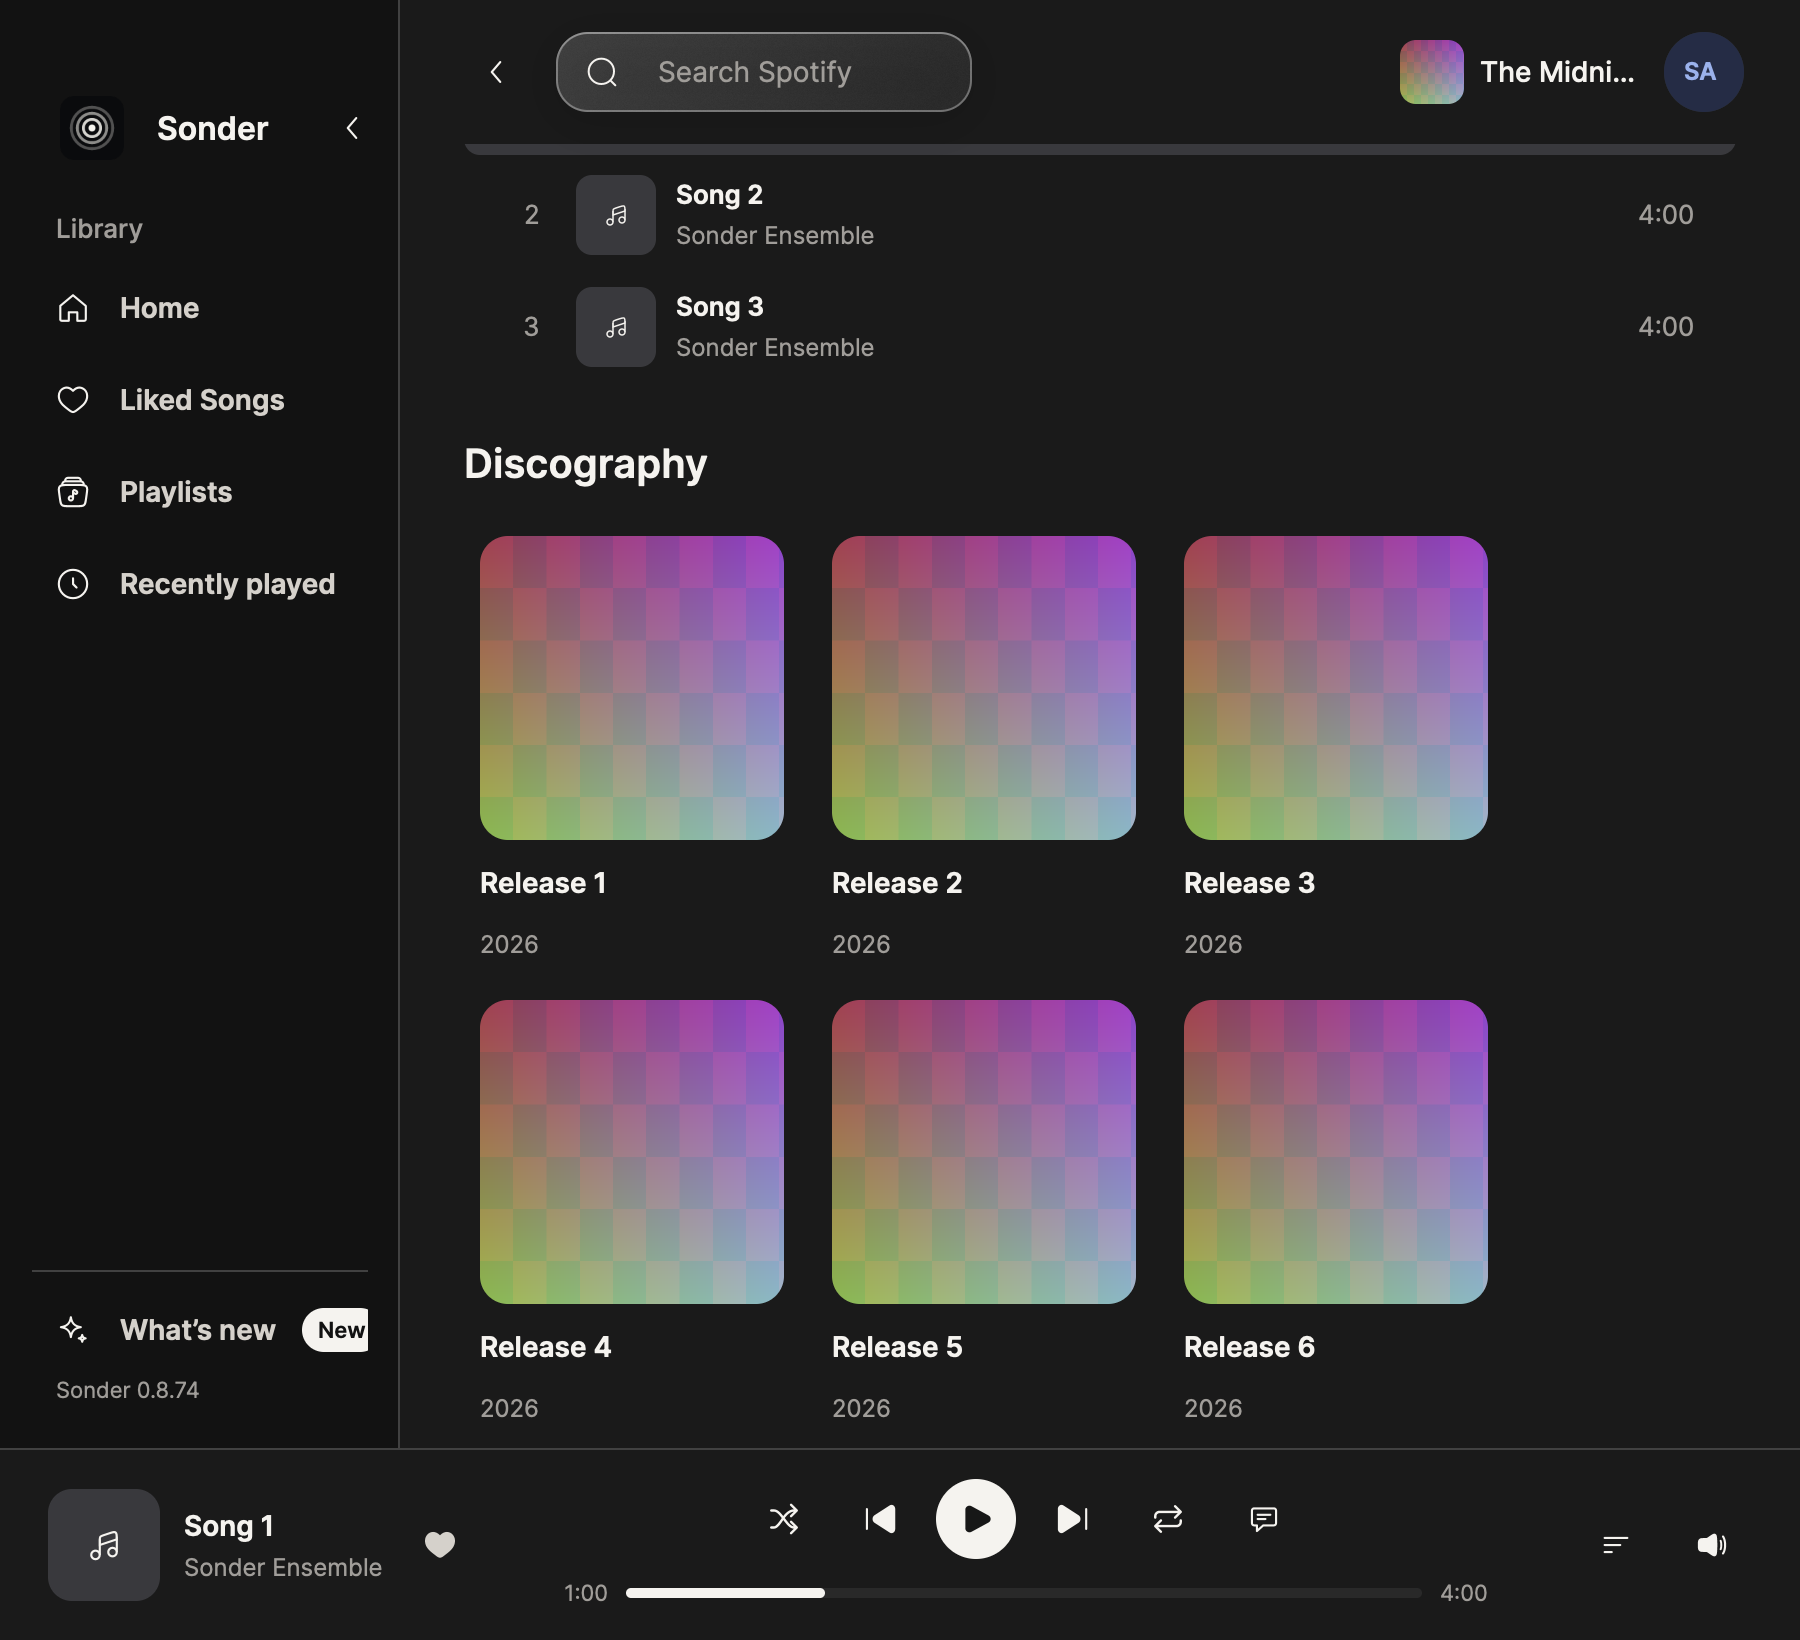 Sonder
Library
Home
Liked Songs
Playlists
Recently played
What’s new
New
Sonder 0.8.74
Search Spotify
The Midni...
SA
2
Song 2
Sonder Ensemble
4:00
3
Song 3
Sonder Ensemble
4:00
Discography
Release 1
2026
Release 2
2026
Release 3
2026
Release 4
2026
Release 5
2026
Release 6
2026
Song 1
Sonder Ensemble
1:00
4:00